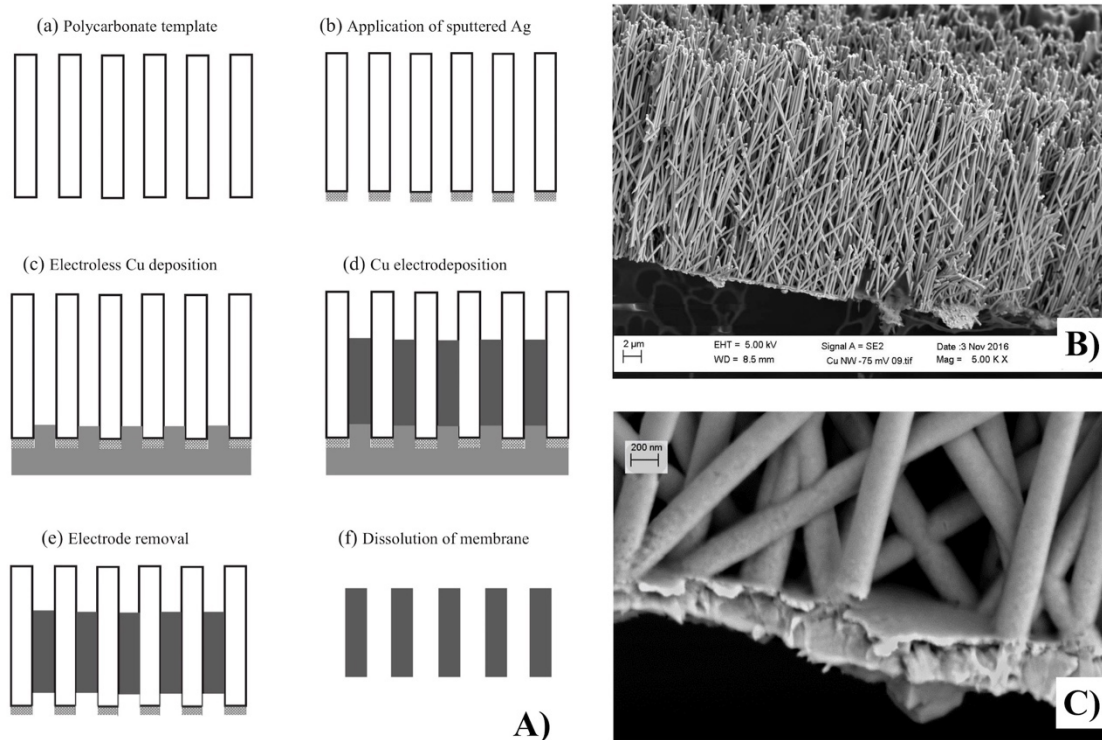 (a) Polycarbonate template
(b) Application of sputtered Ag
(c) Electroless Cu deposition
(d) Cu electrodeposition
(e) Electrode removal
(f) Dissolution of membrane
A)
2 µm
EHT = 5.00 kV
Signal A = SE2
Date :3 Nov 2016
WD = 8.5 mm
Cu NW -75 mV 09.tif
Mag = 5.00 K X
B)
200 nm
C)